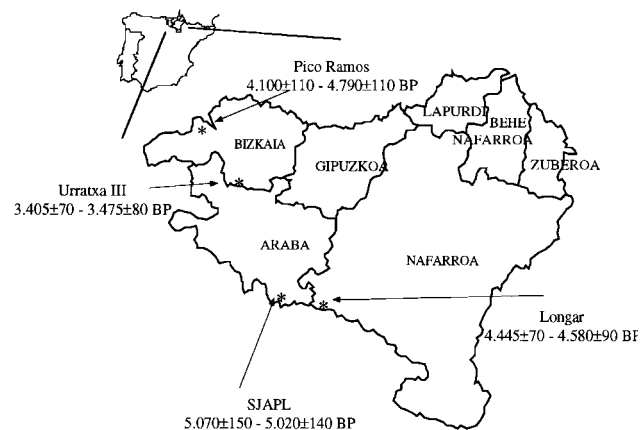 Pico Ramos
4.100±110 - 4.790±110 BP
LAPURDI
BEHE
NAFARROA
ZUBEROA
BIZKAIA
GIPUZKOA
Urratxa III
3.405±70 - 3.475±80 BP
ARABA
NAFARROA
Longar
4.445±70 - 4.580±90 BP
SJAPL
5.070±150 - 5.020±140 BP